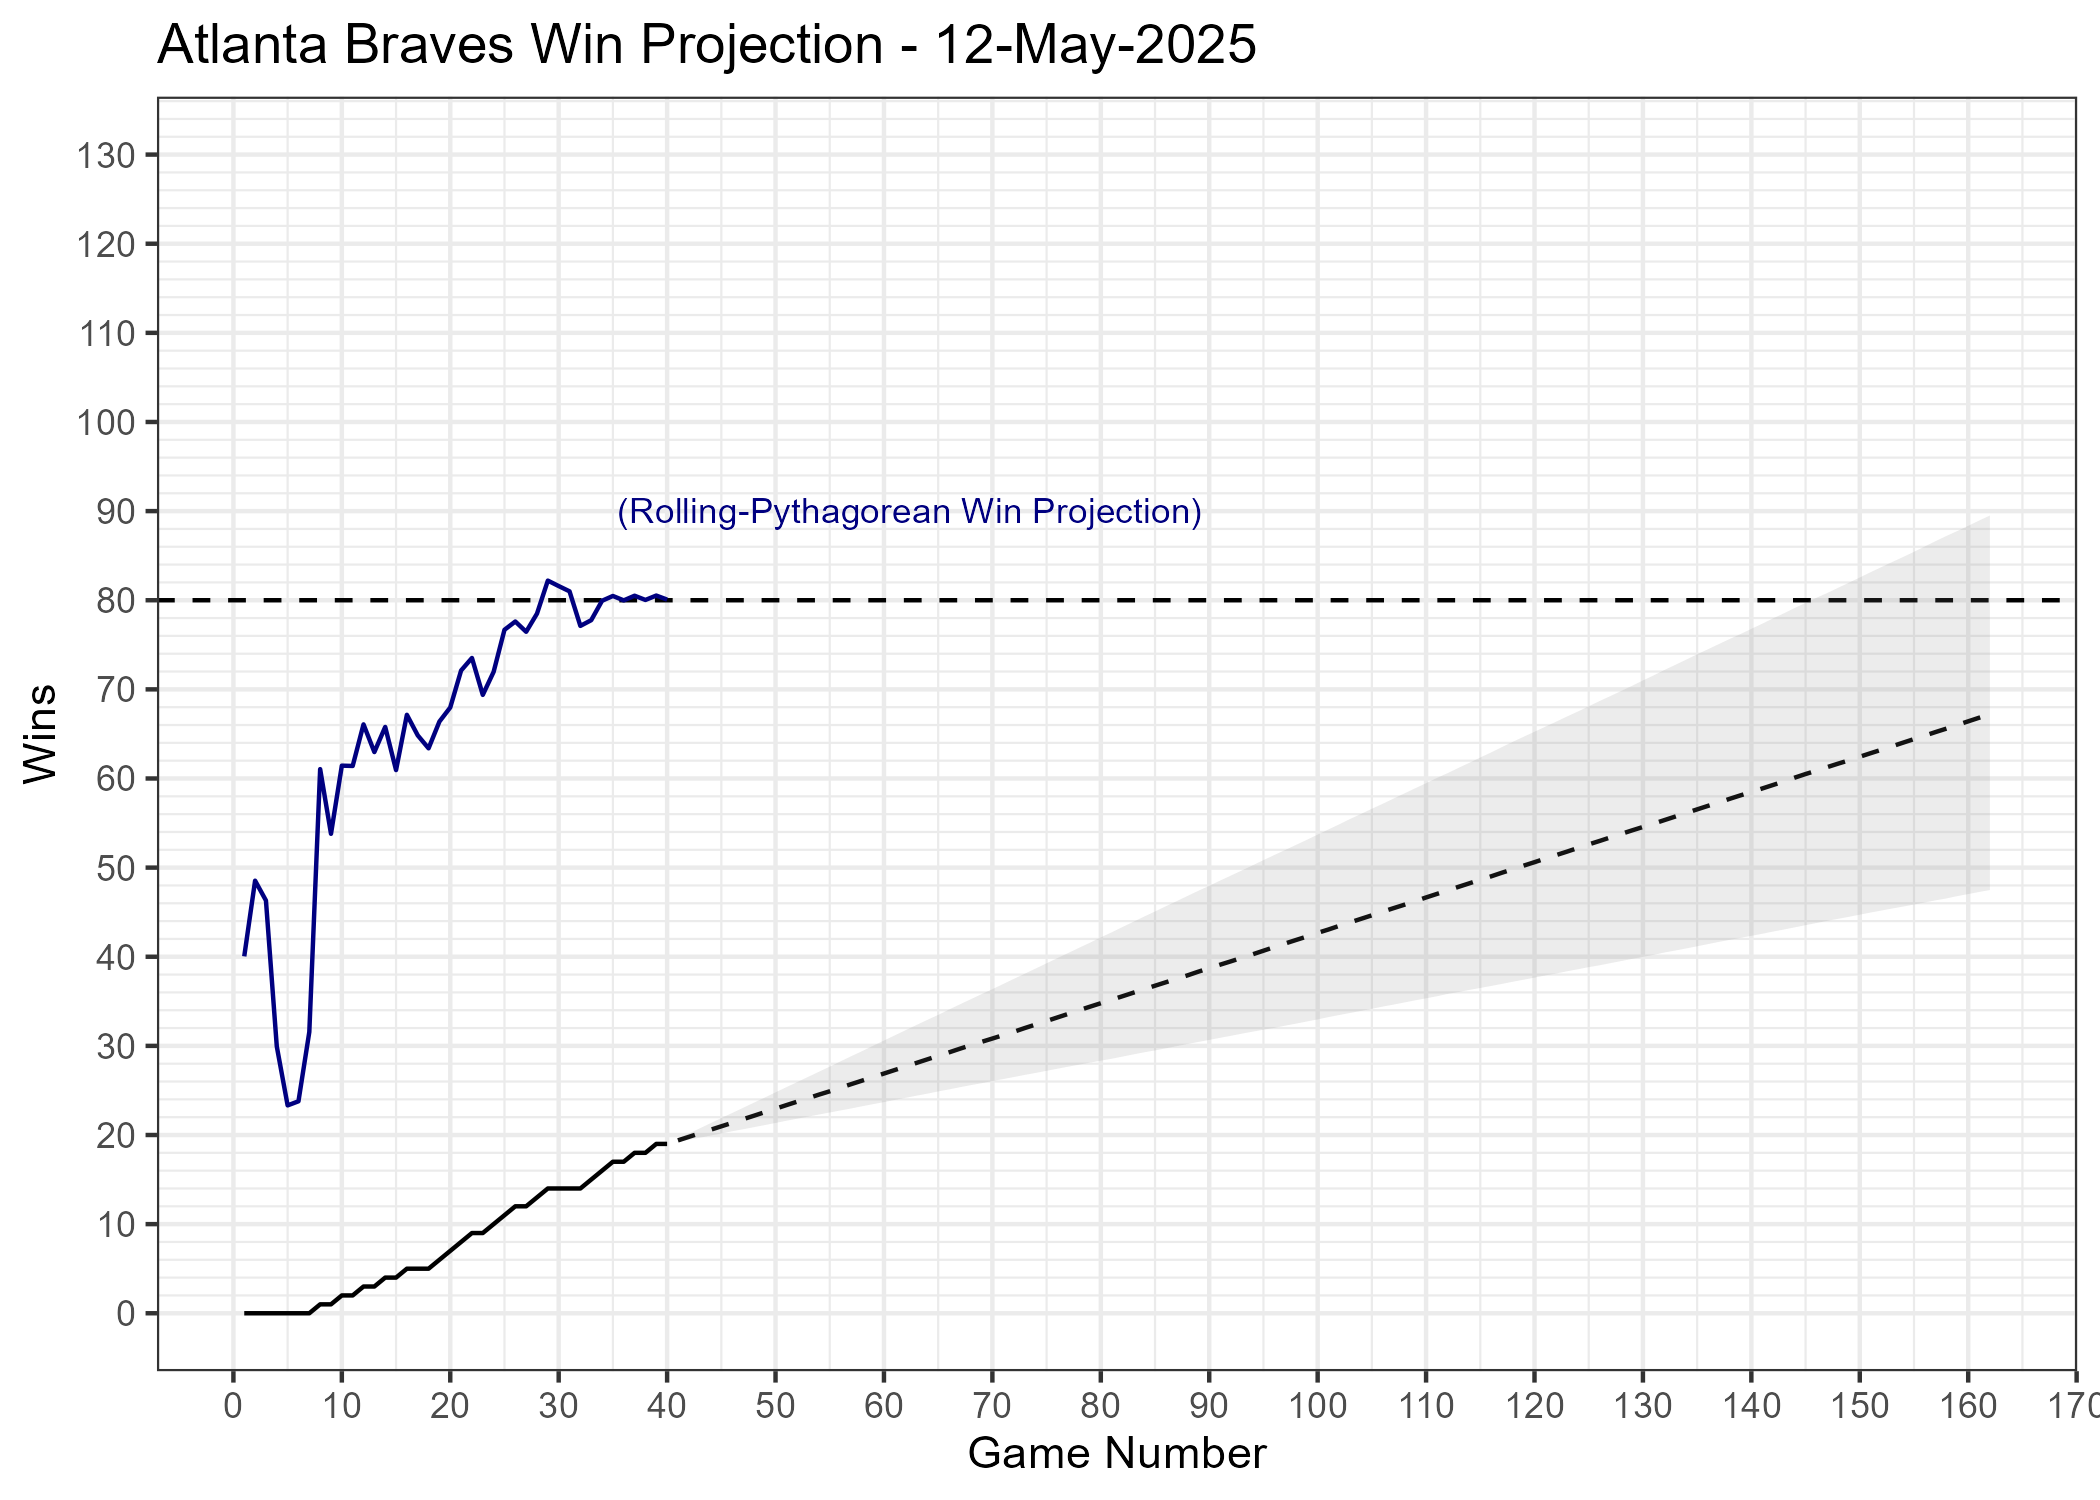 Atlanta Braves Win Projection - 12-May-2025
130
120
110
100
90
80
70
60
50
40
30
20
10
0
Wins
(Rolling-Pythagorean Win Projection)
0 10 20 30 40 50 60 70 80 90 100 110 120 130 140 150 160 170
Game Number